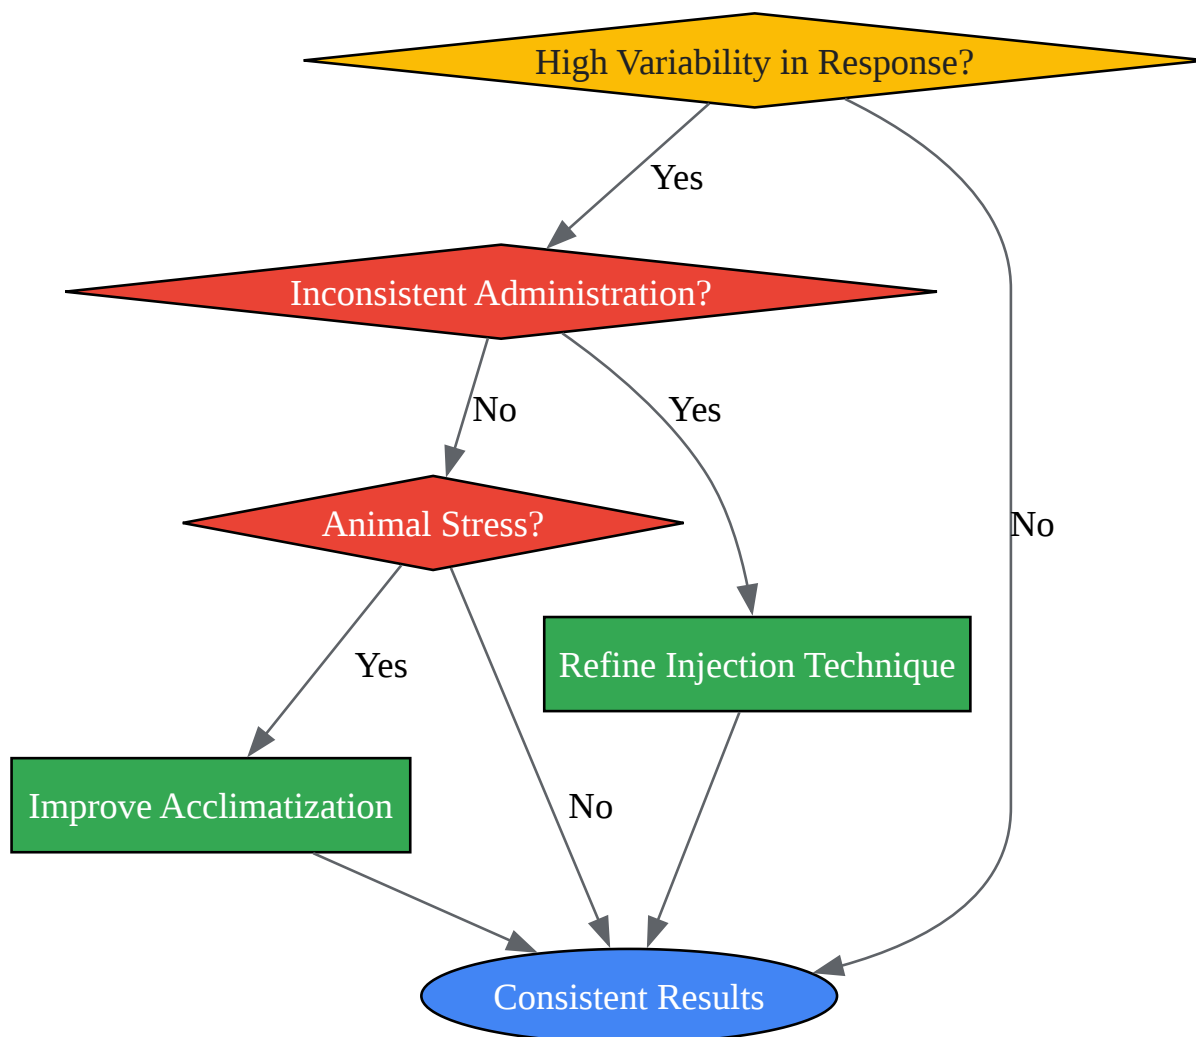 High Variability in Response?
Yes
Inconsistent Administration?
No
Yes
Animal Stress?
No
Yes
Refine Injection Technique
Improve Acclimatization
No
Consistent Results